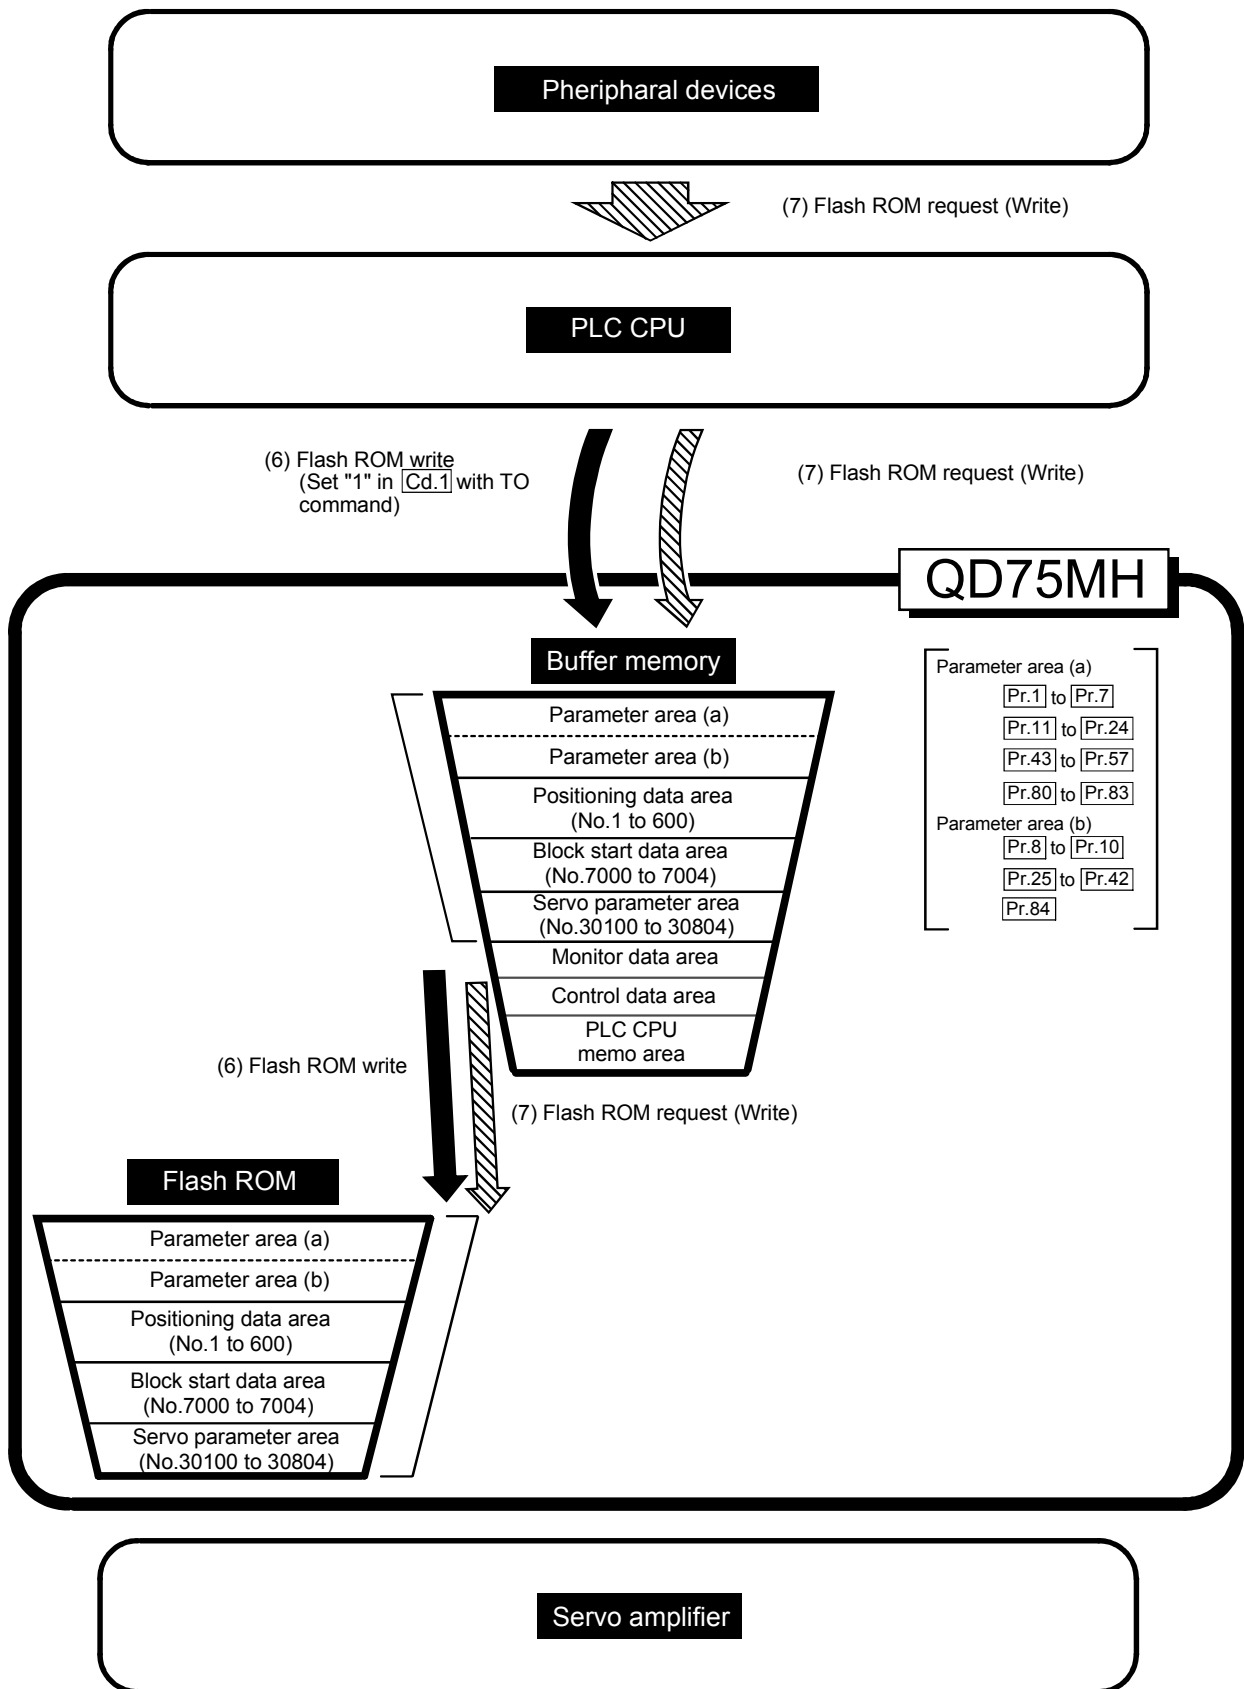 Pheripharal devices
(7) Flash ROM request (Write)
PLC CPU
(6) Flash ROM write
(Set "1" in Cd.1 with TO
command)
(7) Flash ROM request (Write)
QD75MH
Buffer memory
Parameter area (a)
Parameter area (b)
Positioning data area
(No.1 to 600)
Block start data area
(No.7000 to 7004)
Servo parameter area
(No.30100 to 30804)
Monitor data area
Control data area
PLC CPU
memo area
Parameter area (a)
Pr.1 to Pr.7
Pr.11 to Pr.24
Pr.43 to Pr.57
Pr.80 to Pr.83
Parameter area (b)
Pr.8 to Pr.10
Pr.25 to Pr.42
Pr.84
(6) Flash ROM write
(7) Flash ROM request (Write)
Flash ROM
Parameter area (a)
Parameter area (b)
Positioning data area
(No.1 to 600)
Block start data area
(No.7000 to 7004)
Servo parameter area
(No.30100 to 30804)
Servo amplifier